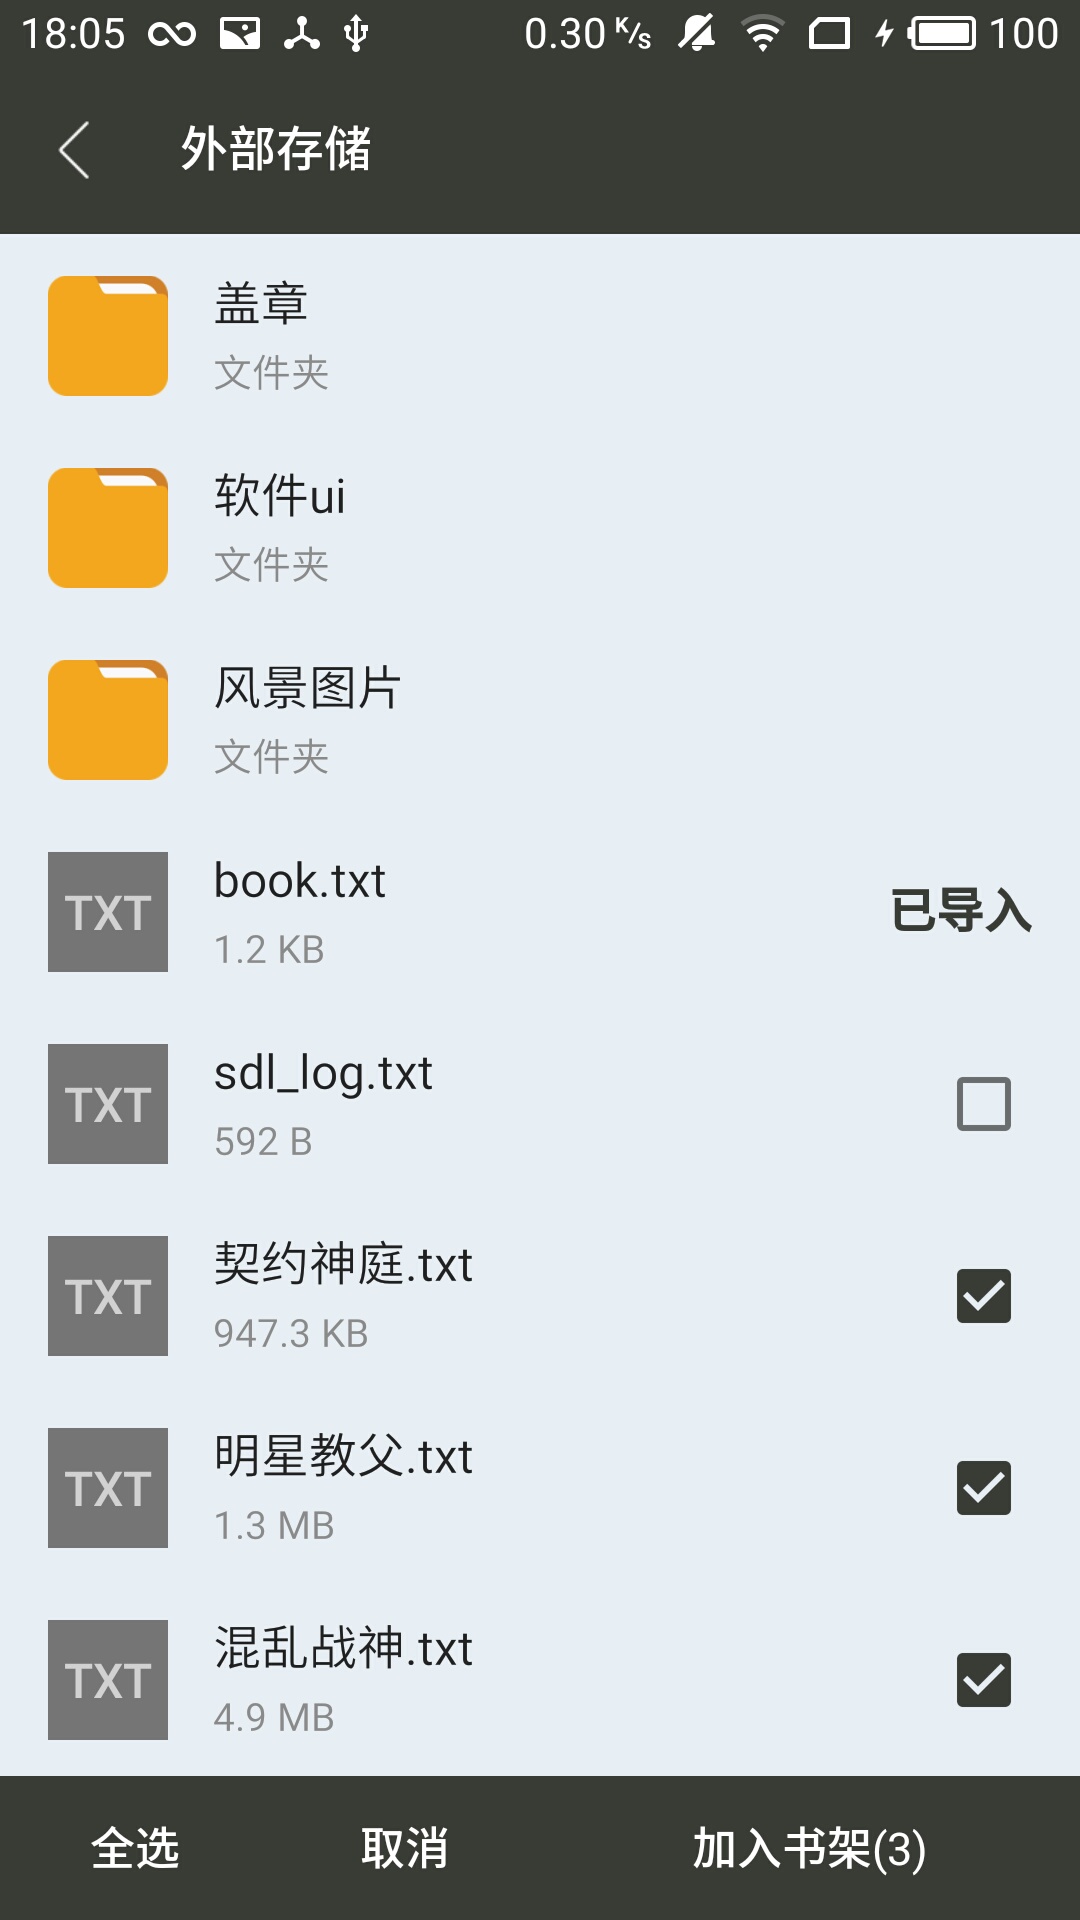 18:05 0.30 K/s 100
外部存储
盖章
文件夹
软件ui
文件夹
风景图片
文件夹
TXT book.txt 已导入
1.2 KB
TXT sdl_log.txt
592 B
TXT 契约神庭.txt
947.3 KB
TXT 明星教父.txt
1.3 MB
TXT 混乱战神.txt
4.9 MB
全选 取消 加入书架(3)